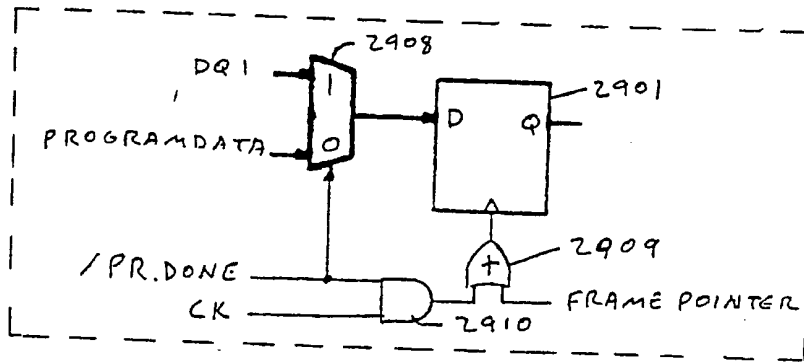 2908
DQ1
1
2901
D
Q
PROGRAMDATA
0
2909
+
/PR.DONE
FRAME POINTER
CK
2910